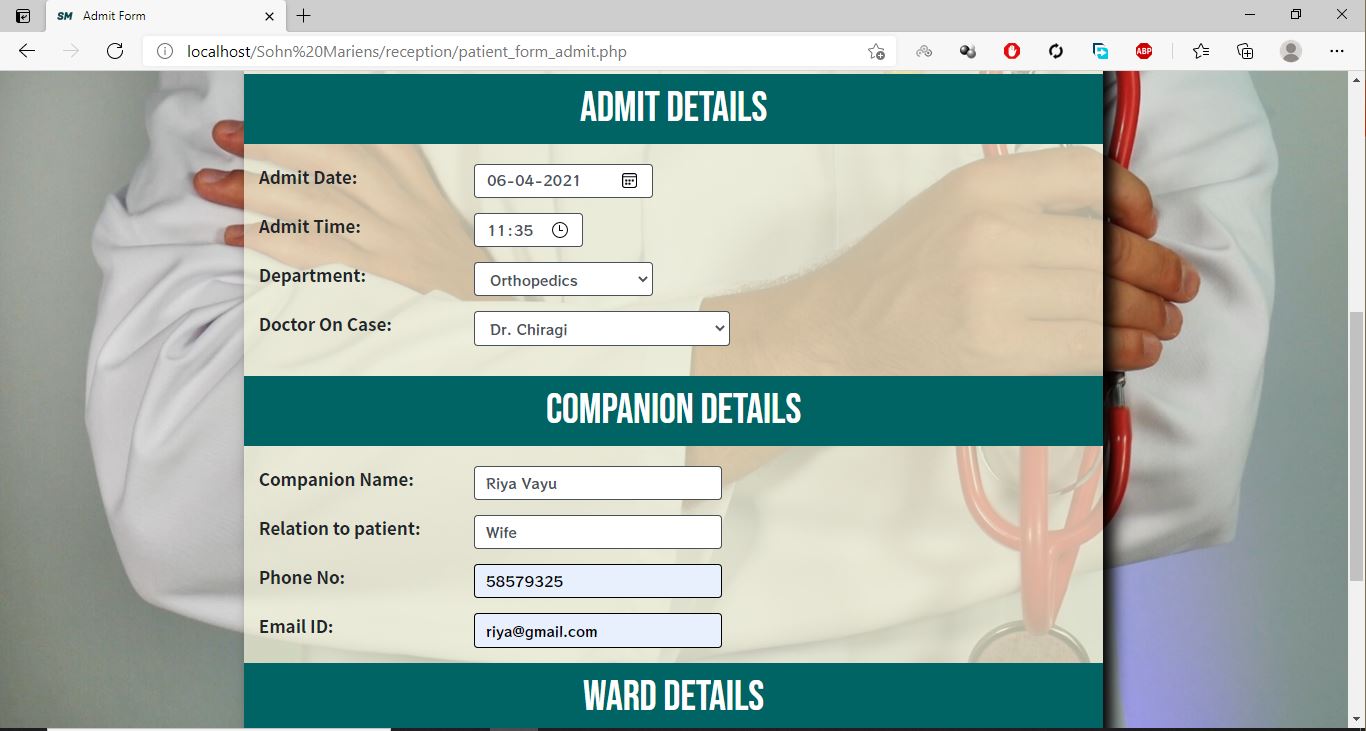 SM Admit Form
localhost/Sohn%20Mariens/reception/patient_form_admit.php
ABP
ADMIT DETAILS
Admit Date: 06-04-2021
Admit Time: 11:35
Department: Orthopedics
Doctor On Case: Dr. Chiragi
COMPANION DETAILS
Companion Name: Riya Vayu
Relation to patient: Wife
Phone No: 58579325
Email ID: riya@gmail.com
WARD DETAILS